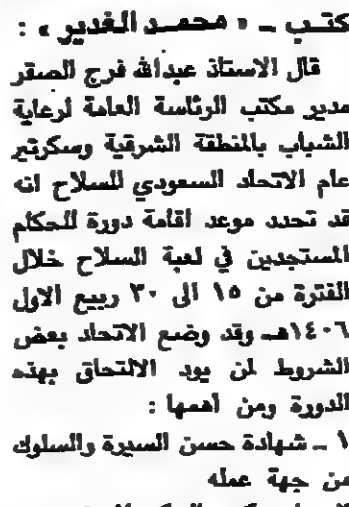 كتـب ـ « محمـد الغدير » :
قال الاستاذ عبدالله فرج الصقر
مدير مكتب الرئاسة العامة لرعاية
الشباب بالمنطقة الشرقية وسكرتير
عام الاتحاد السعودي للسلاح انه
قد تحدد موعد اقامة دورة للحكام
المستجدين في لعبة السلاح خلال
الفترة من ١٥ الى ٣٠ ربيع الاول
١٤٠٦هـ وقد وضع الاتحاد بعض
الشروط لمن يود الالتحاق بهذه
الدورة ومن أهمها :
١ ـ شهادة حسن السيرة والسلوك
من جهة عمله